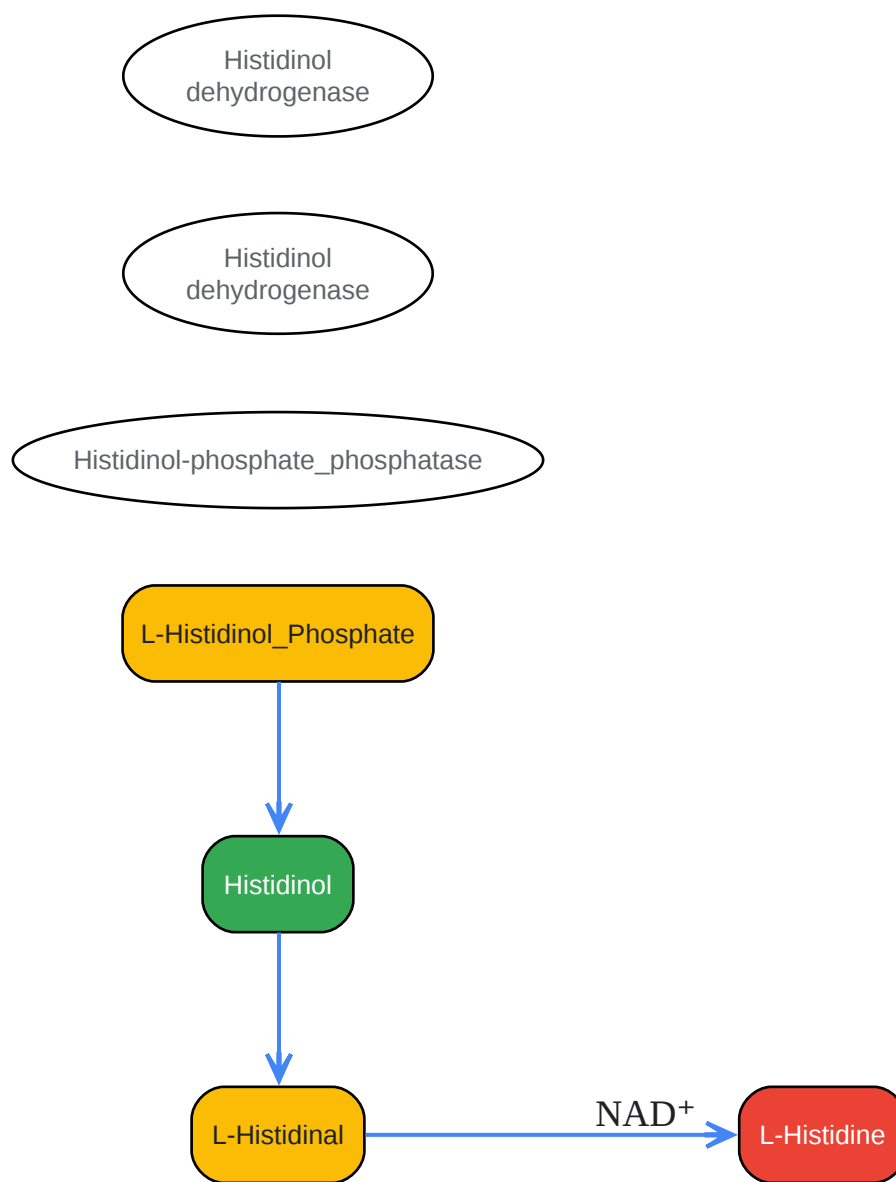 Histidinol
dehydrogenase
Histidinol
dehydrogenase
Histidinol-phosphate_phosphatase
L-Histidinol_Phosphate
Histidinol
NAD⁺
L-Histidinal
L-Histidine